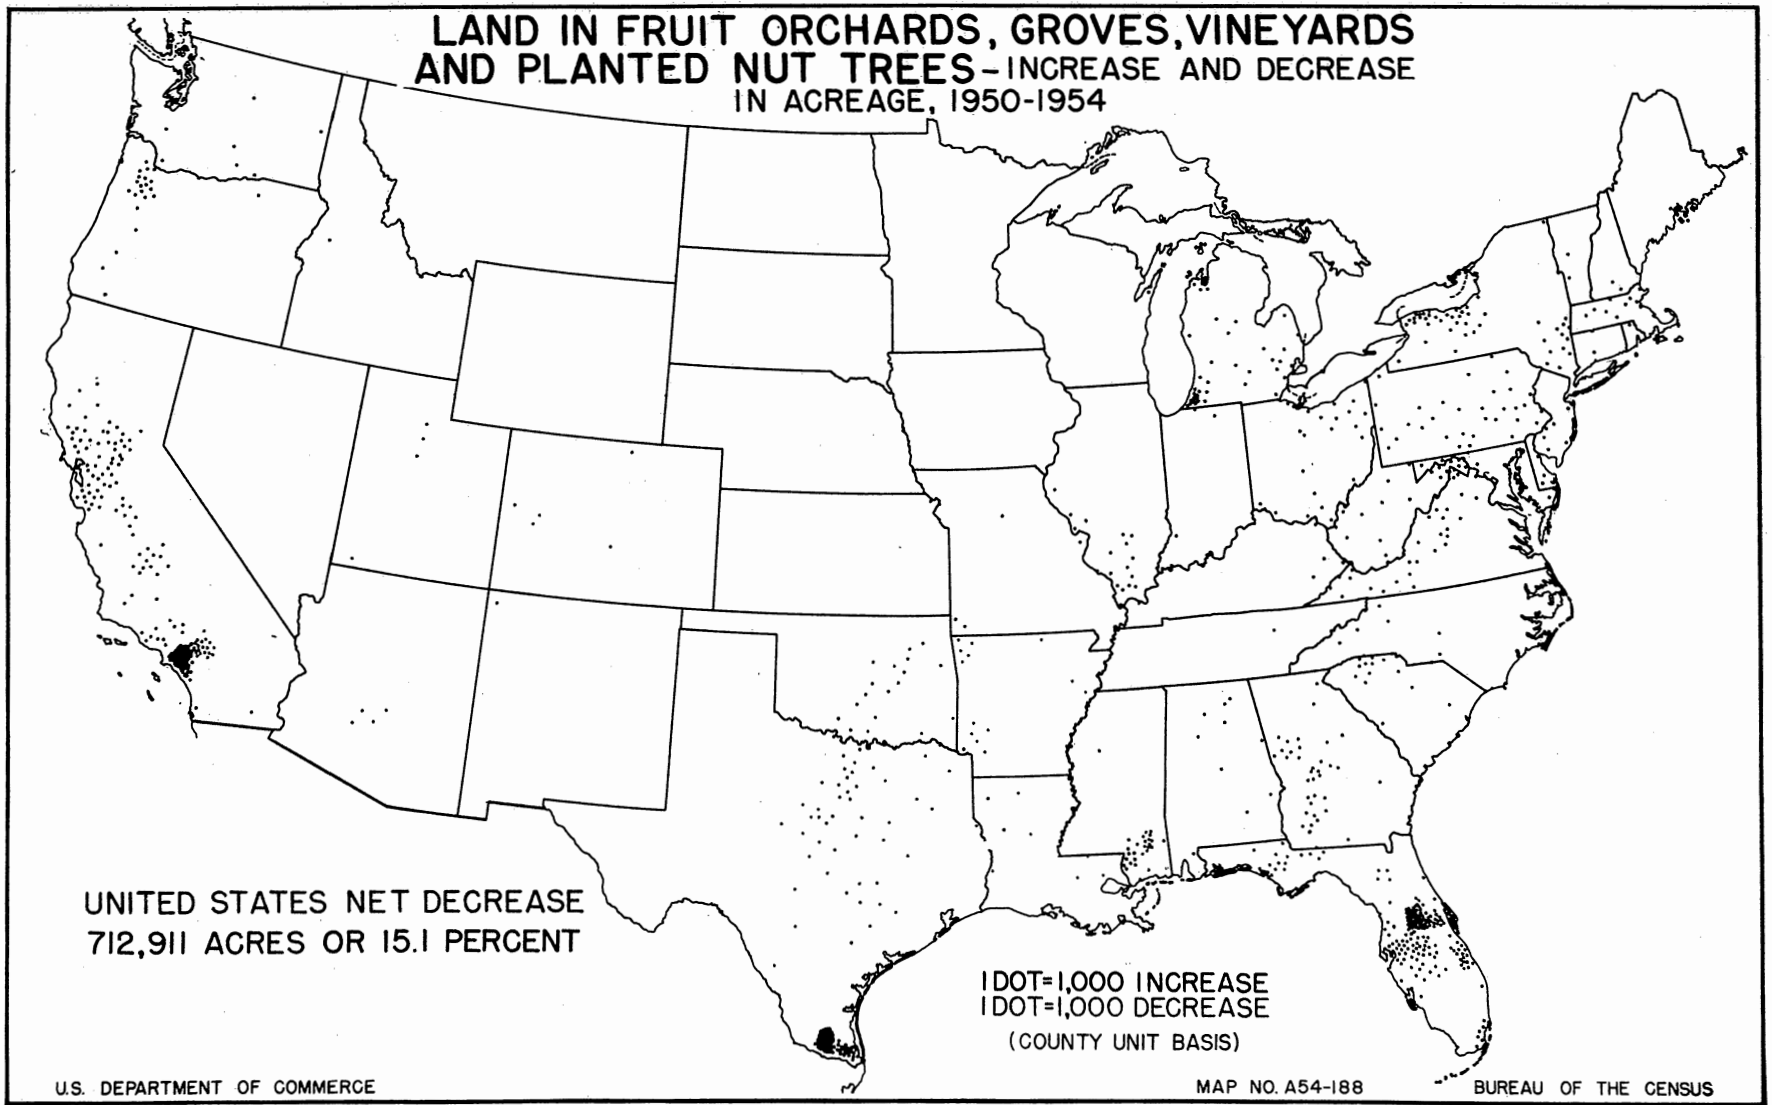 LAND IN FRUIT ORCHARDS, GROVES, VINEYARDS
AND PLANTED NUT TREES-INCREASE AND DECREASE
IN ACREAGE, 1950-1954
UNITED STATES NET DECREASE
712,911 ACRES OR 15.1 PERCENT
1 DOT=1,000 INCREASE
1 DOT=1,000 DECREASE
(COUNTY UNIT BASIS)
U.S. DEPARTMENT OF COMMERCE
MAP NO. A54-188
BUREAU OF THE CENSUS